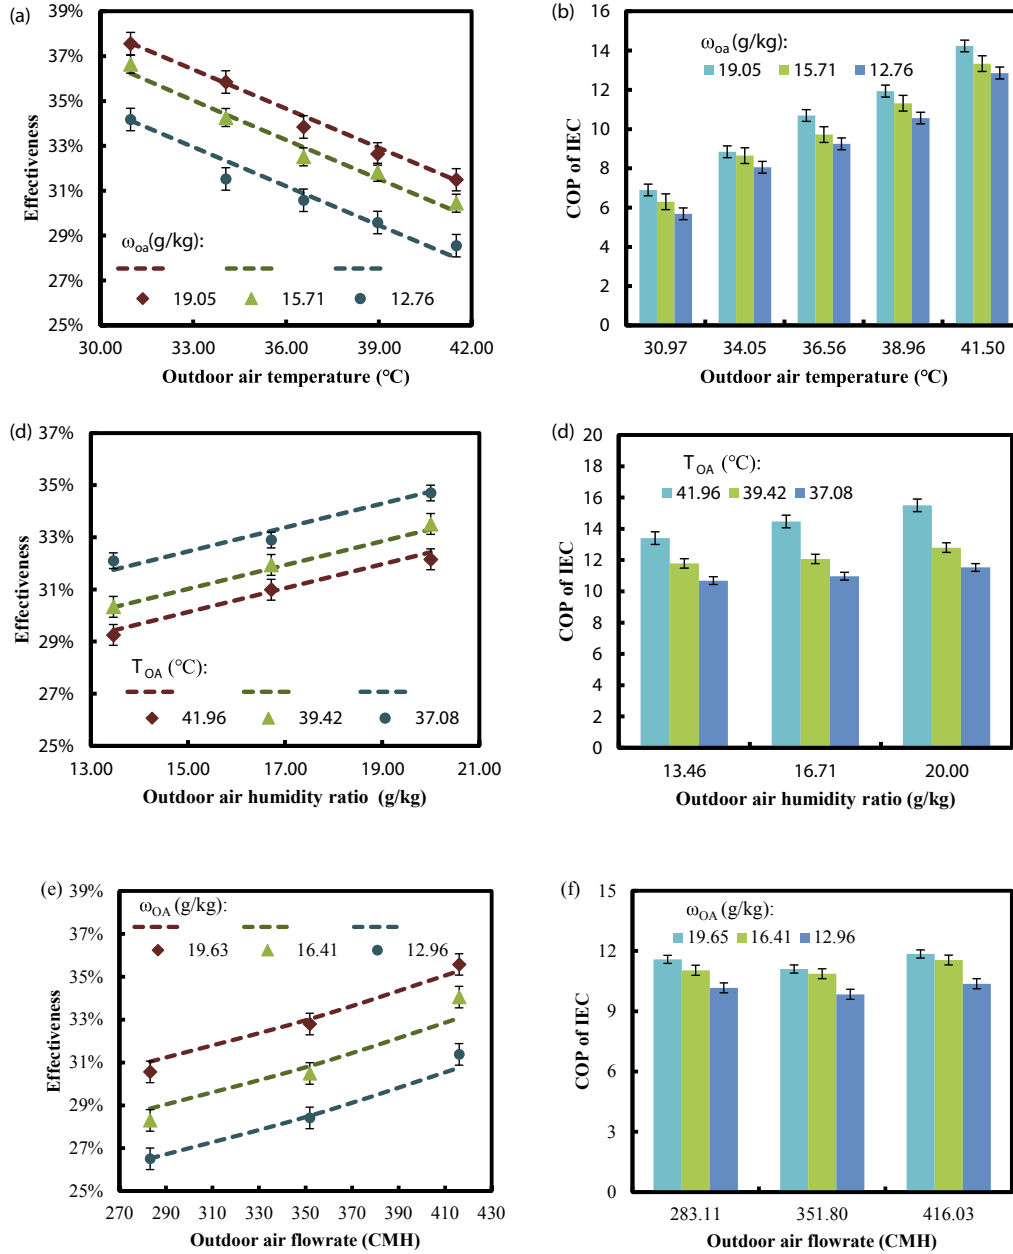 (a)
39%
37%
35%
33%
31%
29%
27%
25%
Effectiveness
ωoa(g/kg):
19.05 15.71 12.76
30.00 33.00 36.00 39.00 42.00
Outdoor air temperature (°C)
(b)
16
14
12
10
8
6
4
2
0
COP of IEC
ωoa(g/kg):
19.05 15.71 12.76
30.97 34.05 36.56 38.96 41.50
Outdoor air temperature (°C)
(d)
37%
35%
33%
31%
29%
27%
25%
Effectiveness
TOA (°C):
41.96 39.42 37.08
13.00 15.00 17.00 19.00 21.00
Outdoor air humidity ratio (g/kg)
(d)
20
18
16
14
12
10
8
6
4
2
0
COP of IEC
TOA (°C):
41.96 39.42 37.08
13.46 16.71 20.00
Outdoor air humidity ratio (g/kg)
(e)
39%
37%
35%
33%
31%
29%
27%
25%
Effectiveness
ωOA (g/kg):
19.63 16.41 12.96
270 290 310 330 350 370 390 410 430
Outdoor air flowrate (CMH)
(f)
15
12
9
6
3
0
COP of IEC
ωOA (g/kg):
19.65 16.41 12.96
283.11 351.80 416.03
Outdoor air flowrate (CMH)